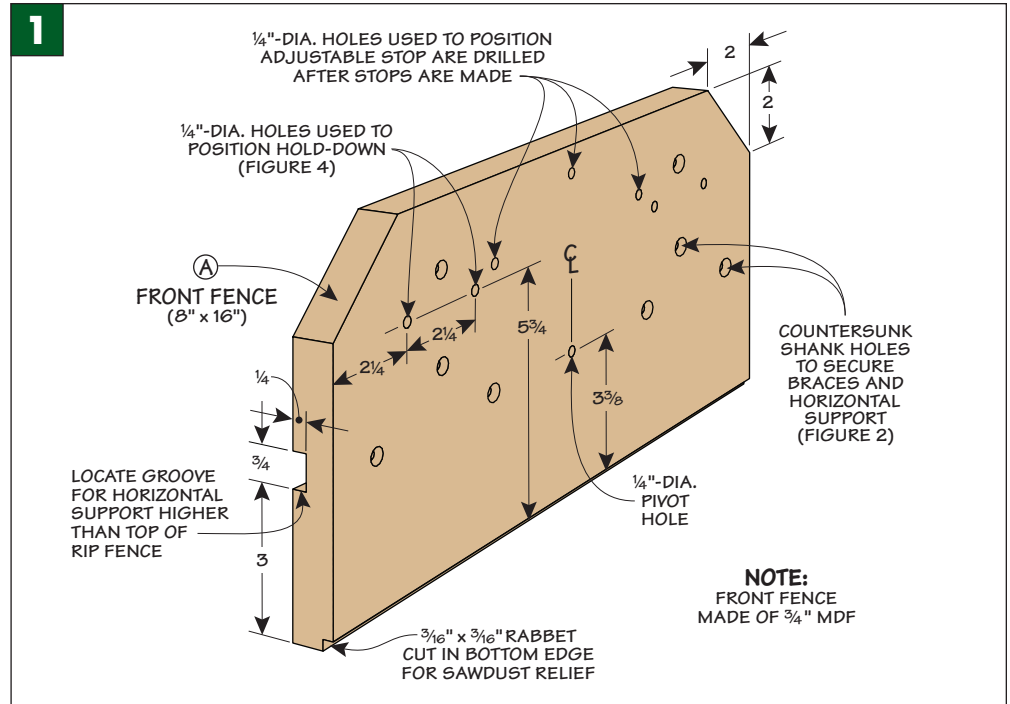 1
¼"-DIA. HOLES USED TO POSITION
ADJUSTABLE STOP ARE DRILLED
AFTER STOPS ARE MADE
2
2
¼"-DIA. HOLES USED TO
POSITION HOLD-DOWN
(FIGURE 4)
A
FRONT FENCE
(8" x 16")
℄
2¼
2¼
5¾
3⅜
¼
¾
3
COUNTERSUNK
SHANK HOLES
TO SECURE
BRACES AND
HORIZONTAL
SUPPORT
(FIGURE 2)
LOCATE GROOVE
FOR HORIZONTAL
SUPPORT HIGHER
THAN TOP OF
RIP FENCE
¼"-DIA.
PIVOT
HOLE
NOTE:
FRONT FENCE
MADE OF ¾" MDF
3⁄16" x 3⁄16" RABBET
CUT IN BOTTOM EDGE
FOR SAWDUST RELIEF